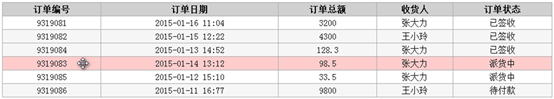 订单编号 订单日期 订单总额 收货人 订单状态
9319081 2015-01-16 11:04 3200 张大力 已签收
9319082 2015-01-15 12:22 4300 王小玲 已签收
9319084 2015-01-13 14:52 128.3 张大力 已签收
9319083 2015-01-14 13:12 98.5 张大力 派货中
9319085 2015-01-12 15:10 33.5 张大力 派货中
9319086 2015-01-11 16:77 9800 王小玲 待付款